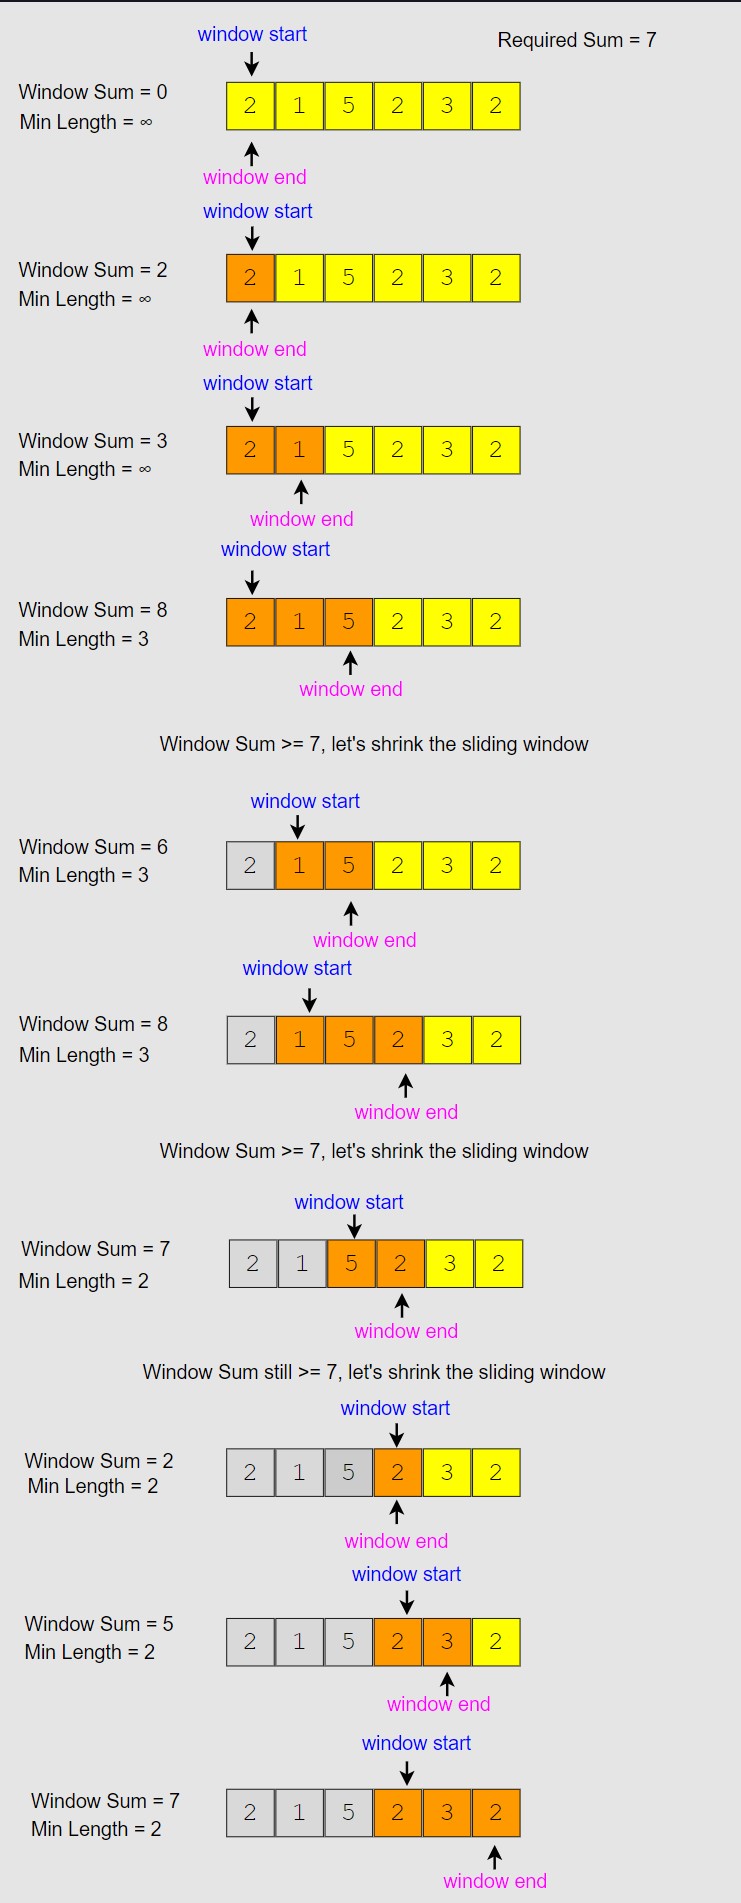 window start
Required Sum = 7
Window Sum = 0
2 1 5 2 3 2
Min Length = ∞
window end
window start
Window Sum = 2
2 1 5 2 3 2
Min Length = ∞
window end
window start
Window Sum = 3
2 1 5 2 3 2
Min Length = ∞
window end
window start
Window Sum = 8
2 1 5 2 3 2
Min Length = 3
window end
Window Sum >= 7, let's shrink the sliding window
window start
Window Sum = 6
2 1 5 2 3 2
Min Length = 3
window end
window start
Window Sum = 8
2 1 5 2 3 2
Min Length = 3
window end
Window Sum >= 7, let's shrink the sliding window
window start
Window Sum = 7
2 1 5 2 3 2
Min Length = 2
window end
Window Sum still >= 7, let's shrink the sliding window
window start
Window Sum = 2
2 1 5 2 3 2
Min Length = 2
window end
window start
Window Sum = 5
2 1 5 2 3 2
Min Length = 2
window end
window start
Window Sum = 7
2 1 5 2 3 2
Min Length = 2
window end